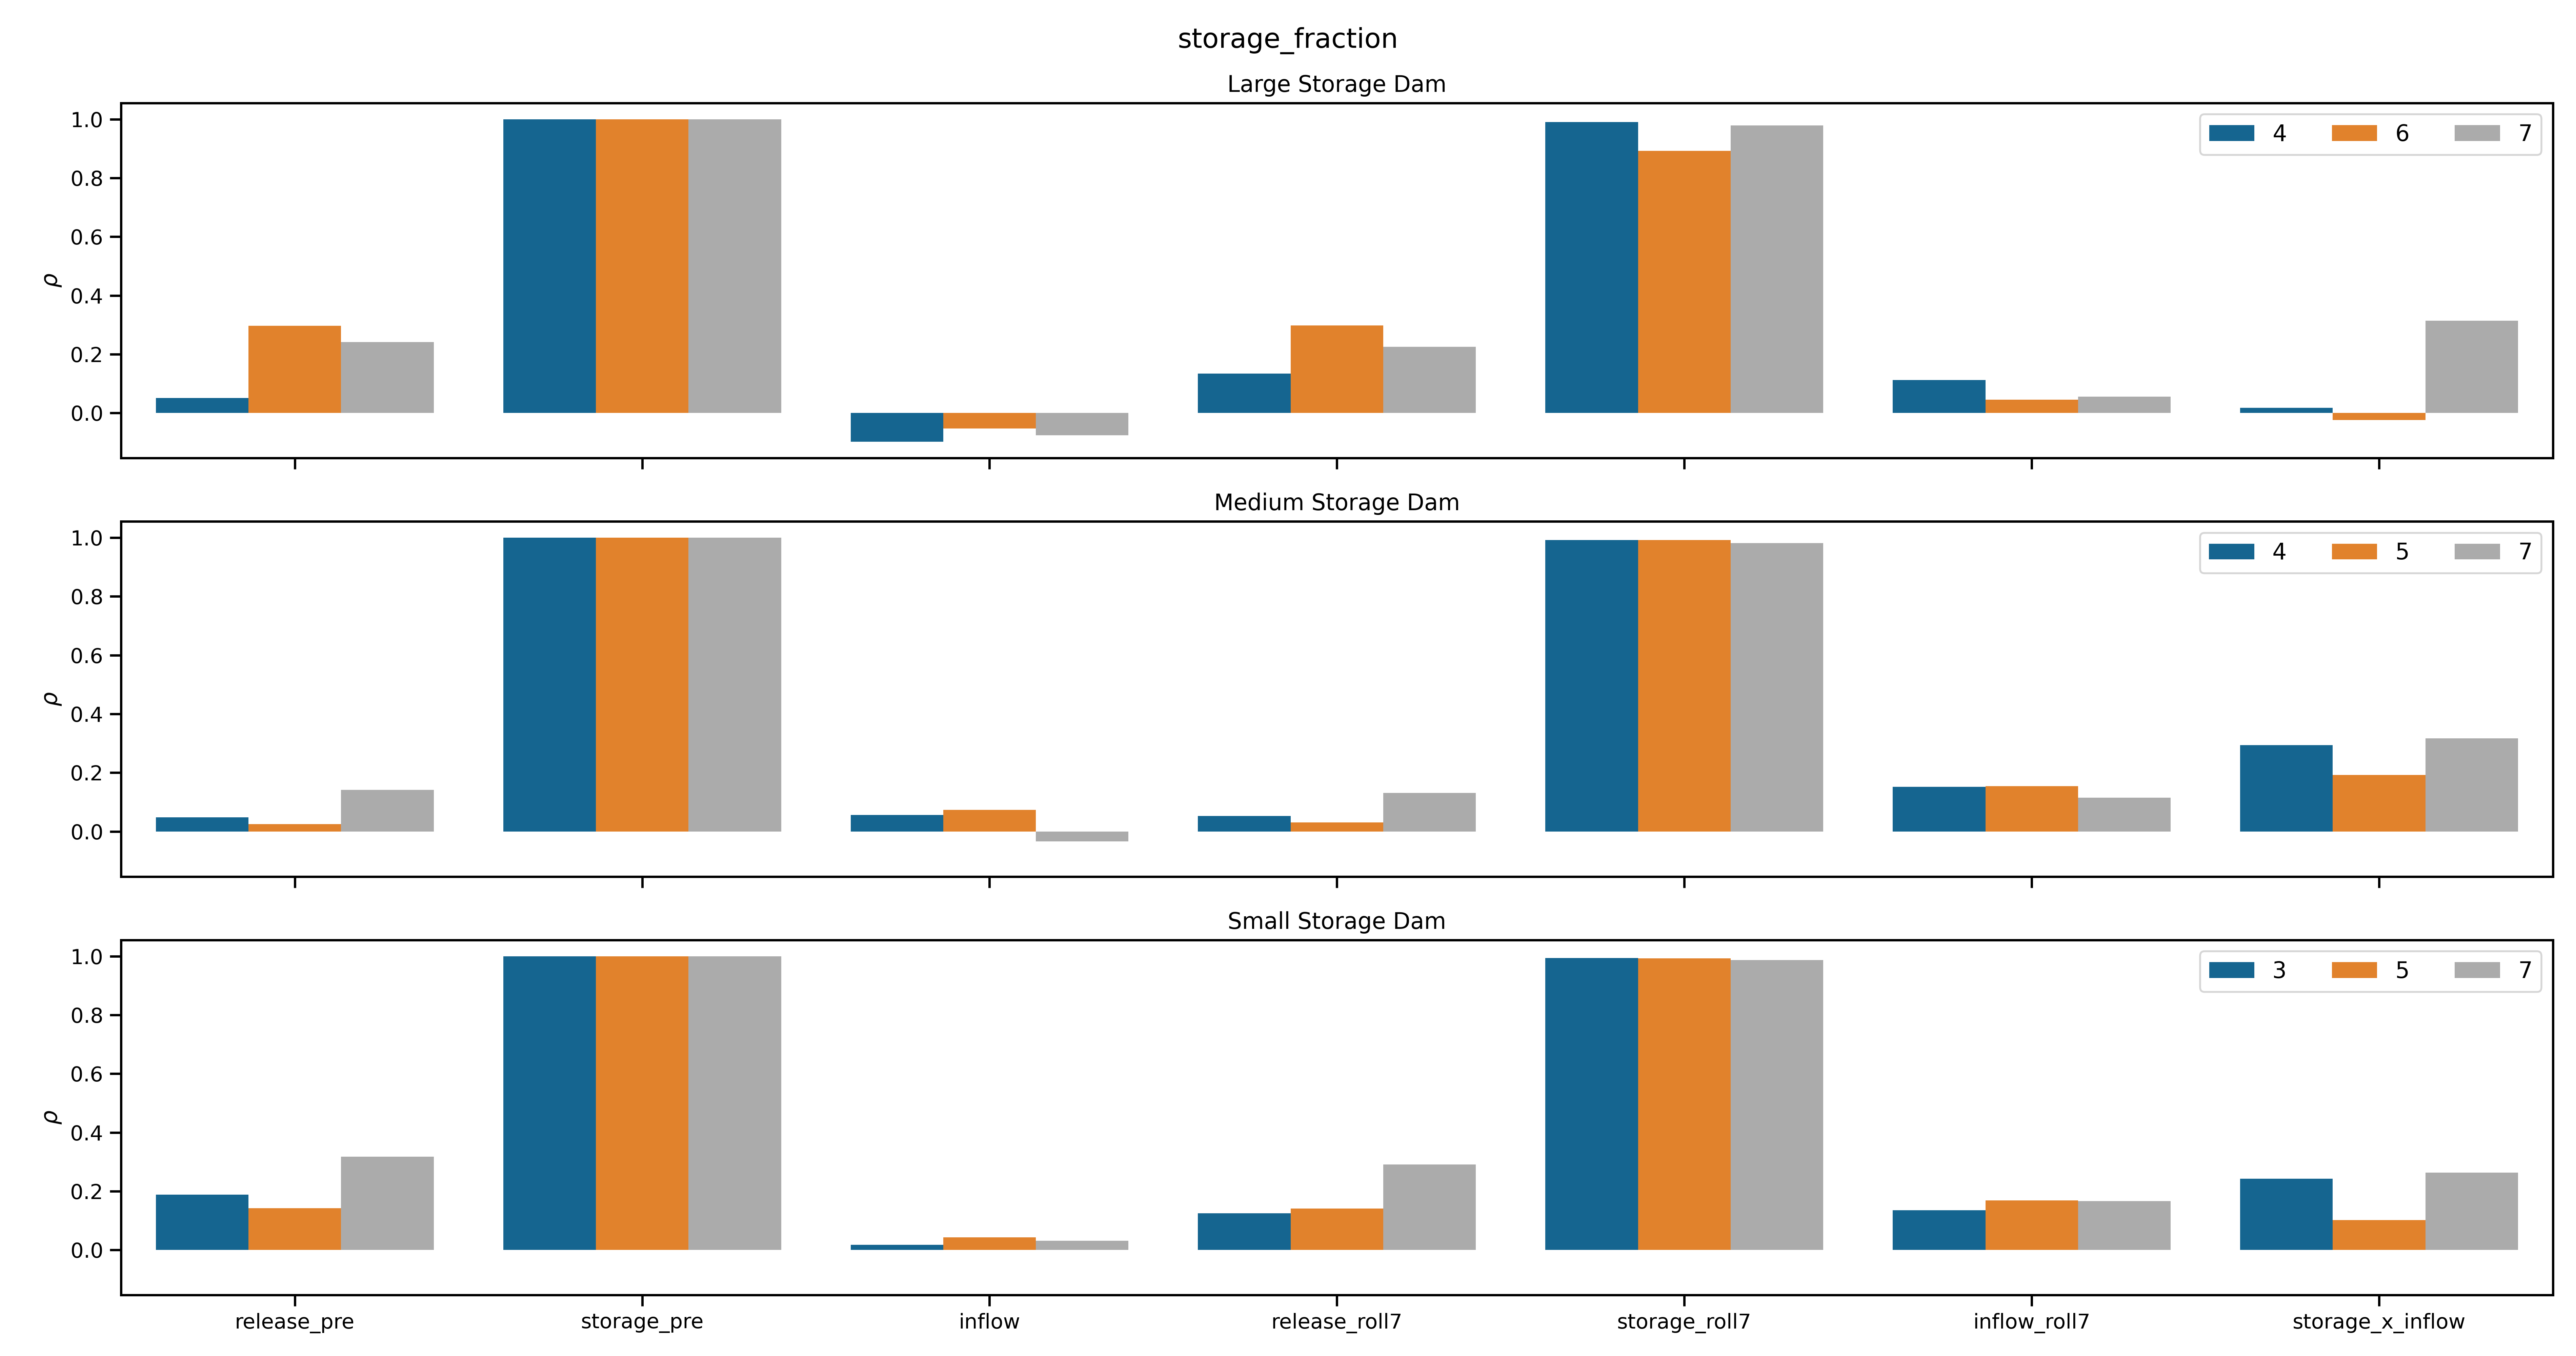 storage_fraction
Large Storage Dam
1.0
0.8
0.6
0.4
0.2
0.0
ρ
4 6 7
Medium Storage Dam
1.0
0.8
0.6
0.4
0.2
0.0
ρ
4 5 7
Small Storage Dam
1.0
0.8
0.6
0.4
0.2
0.0
ρ
3 5 7
release_pre storage_pre inflow release_roll7 storage_roll7 inflow_roll7 storage_x_inflow